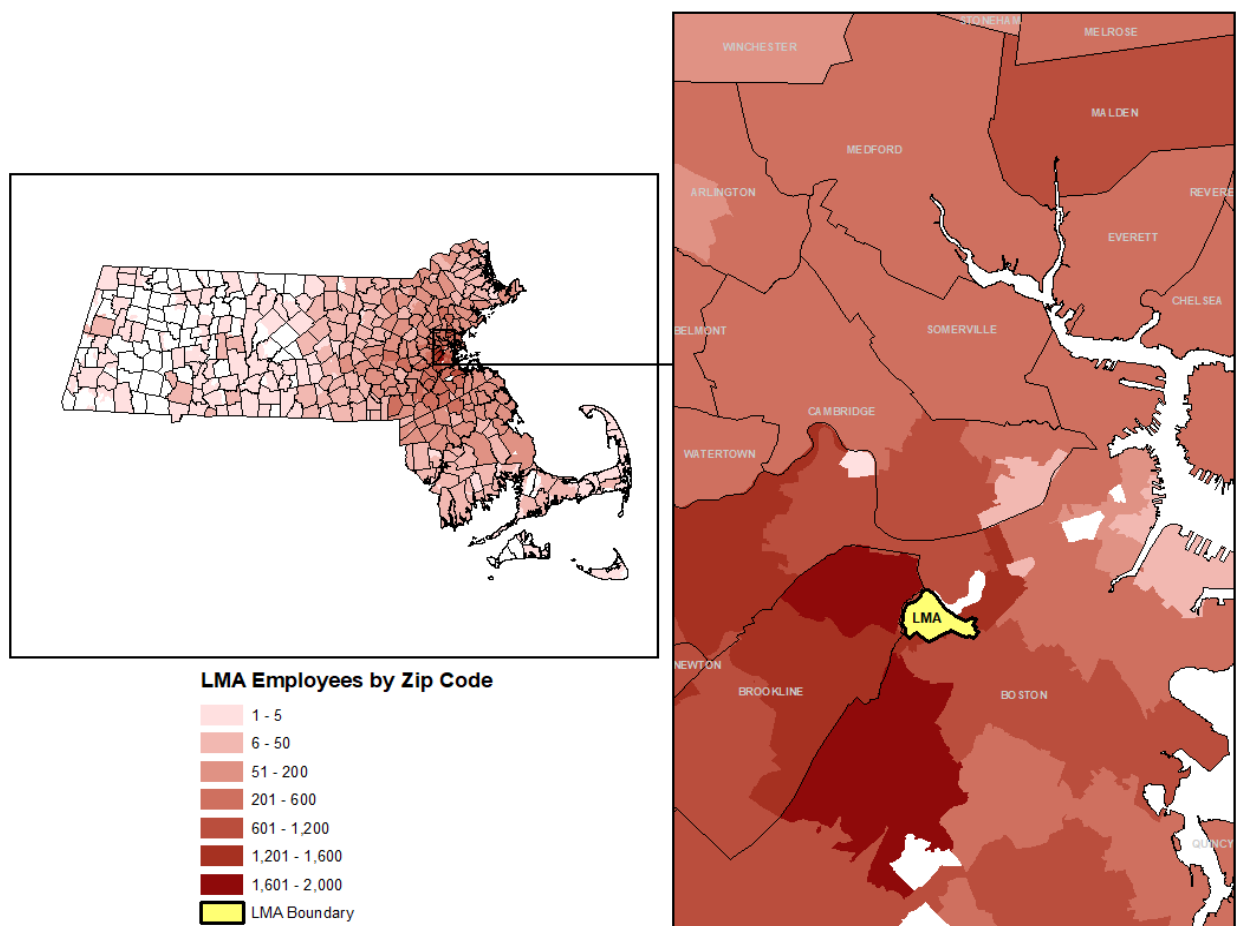 STONEHAM
MELROSE
WINCHESTER
MALDEN
MEDFORD
ARLINGTON
REVERE
EVERETT
CHELSEA
BELMONT
SOMERVILLE
CAMBRIDGE
WATERTOWN
LMA
NEWTON
BROOKLINE
BOSTON
QUINCY
LMA Employees by Zip Code
1 - 5
6 - 50
51 - 200
201 - 600
601 - 1,200
1,201 - 1,600
1,601 - 2,000
LMA Boundary